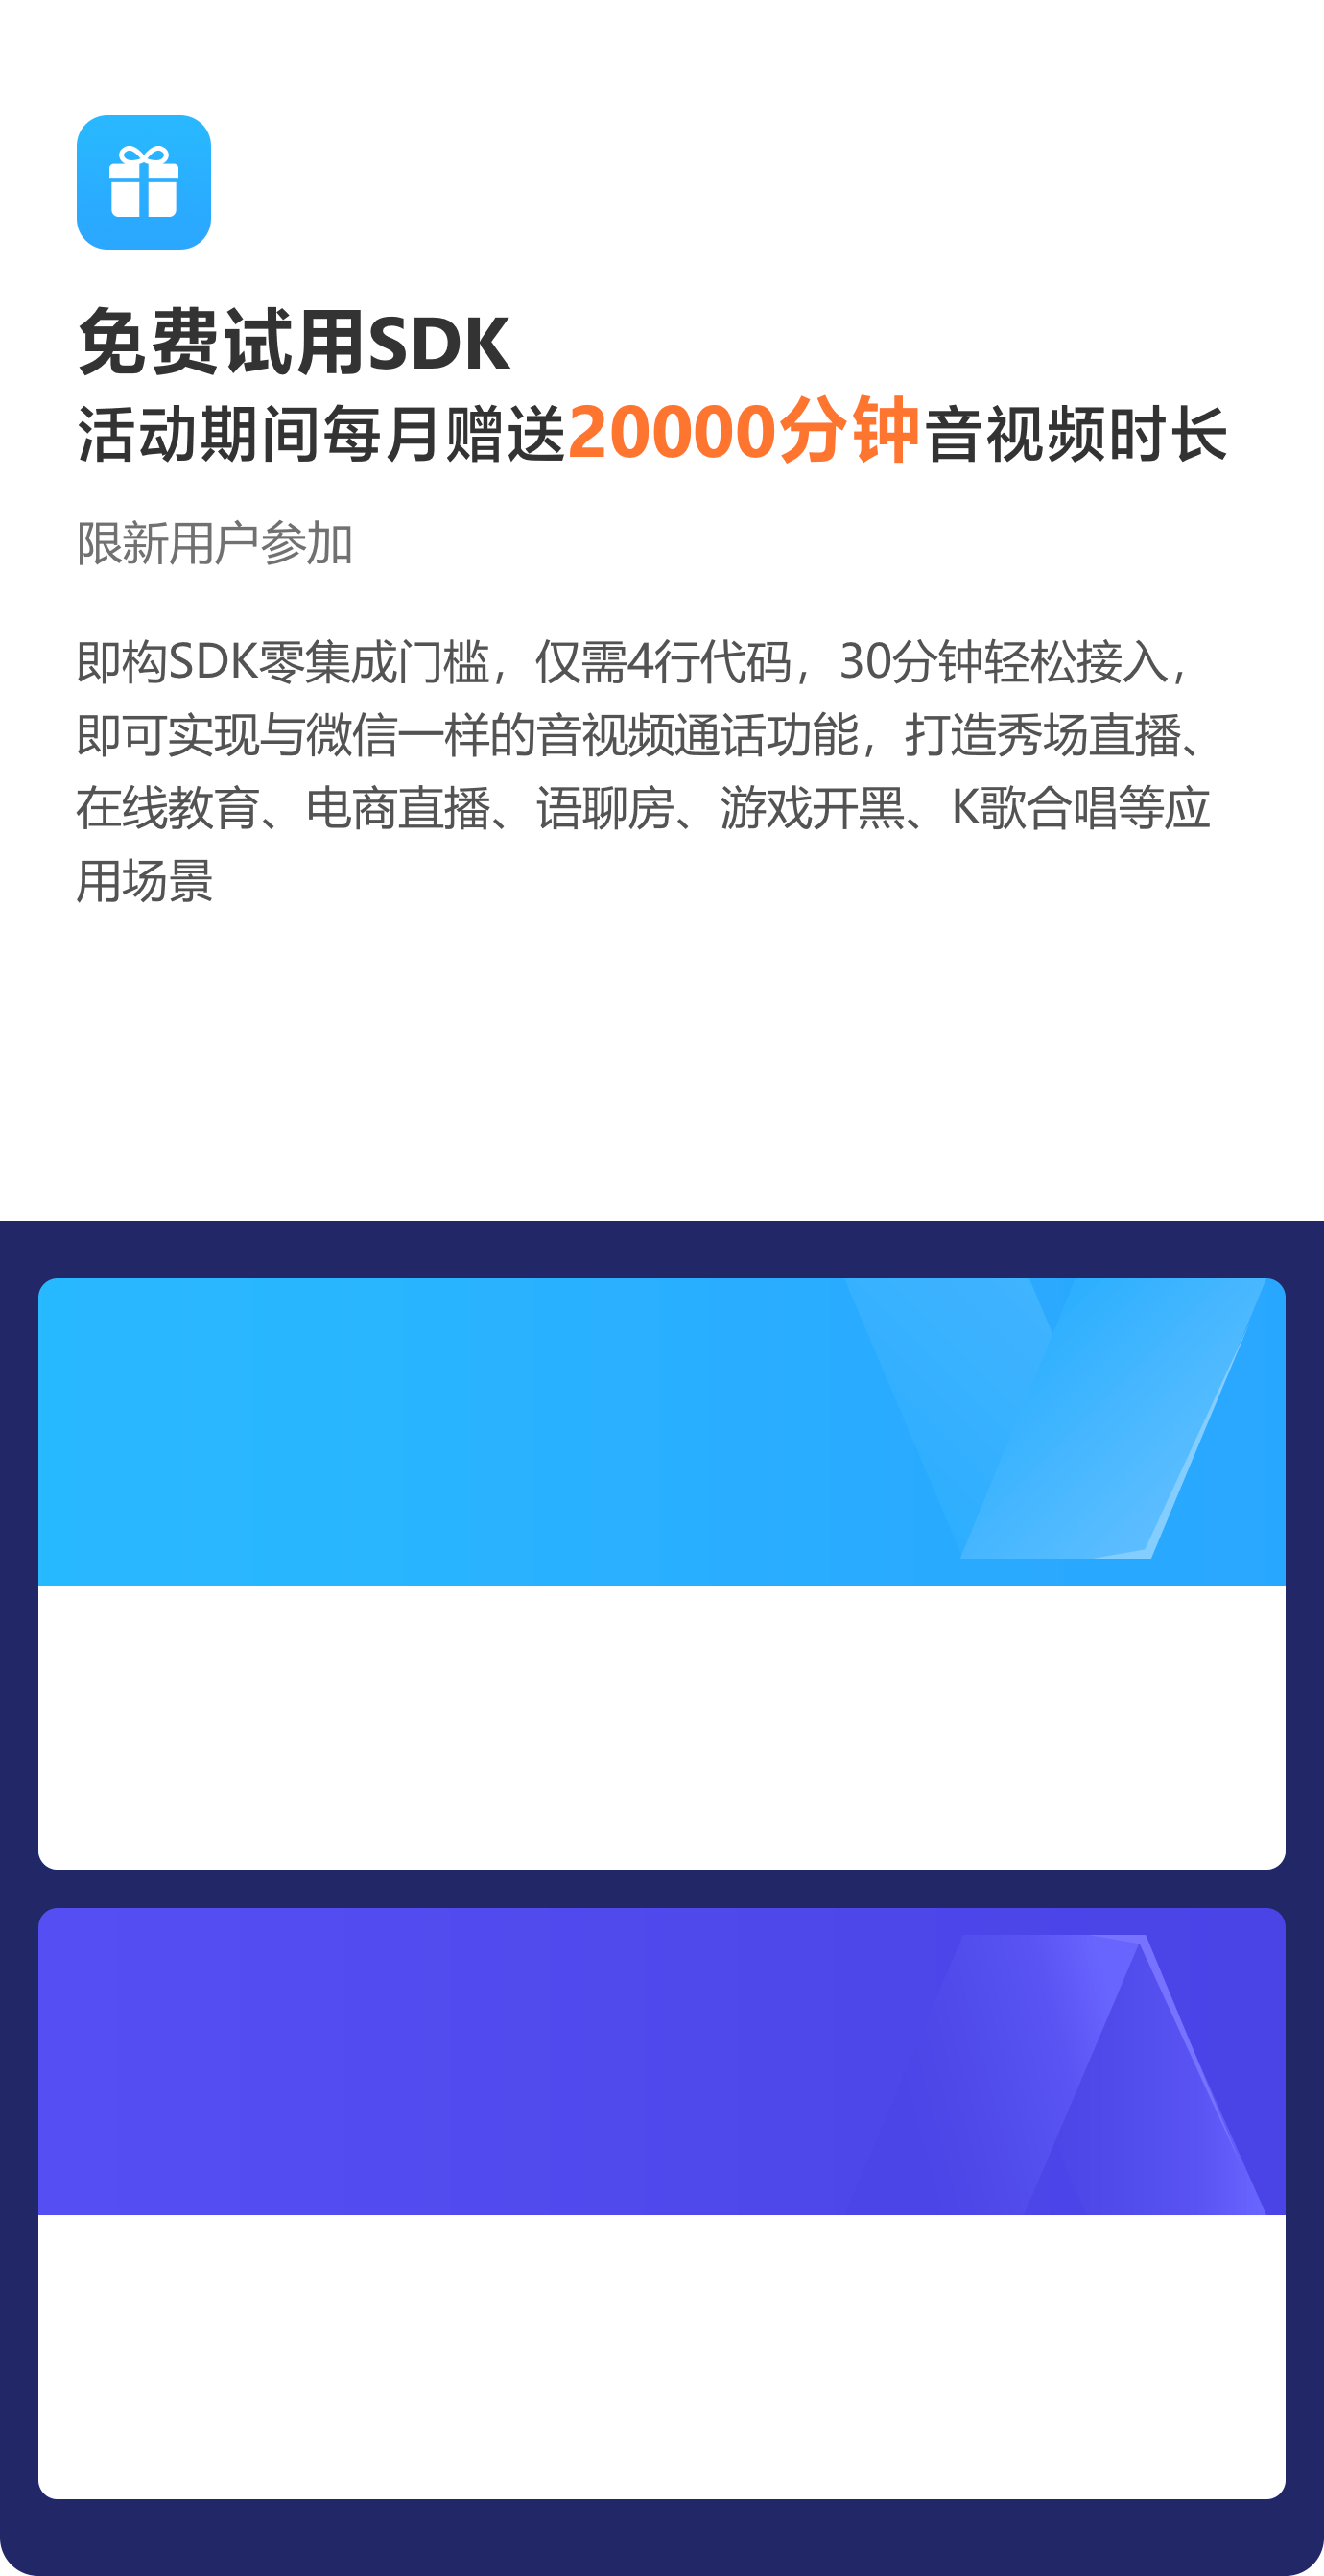 免费试用SDK
活动期间每月赠送20000分钟音视频时长
限新用户参加
即构SDK零集成门槛，仅需4行代码，30分钟轻松接入，
即可实现与微信一样的音视频通话功能，打造秀场直播、
在线教育、电商直播、语聊房、游戏开黑、K歌合唱等应
用场景